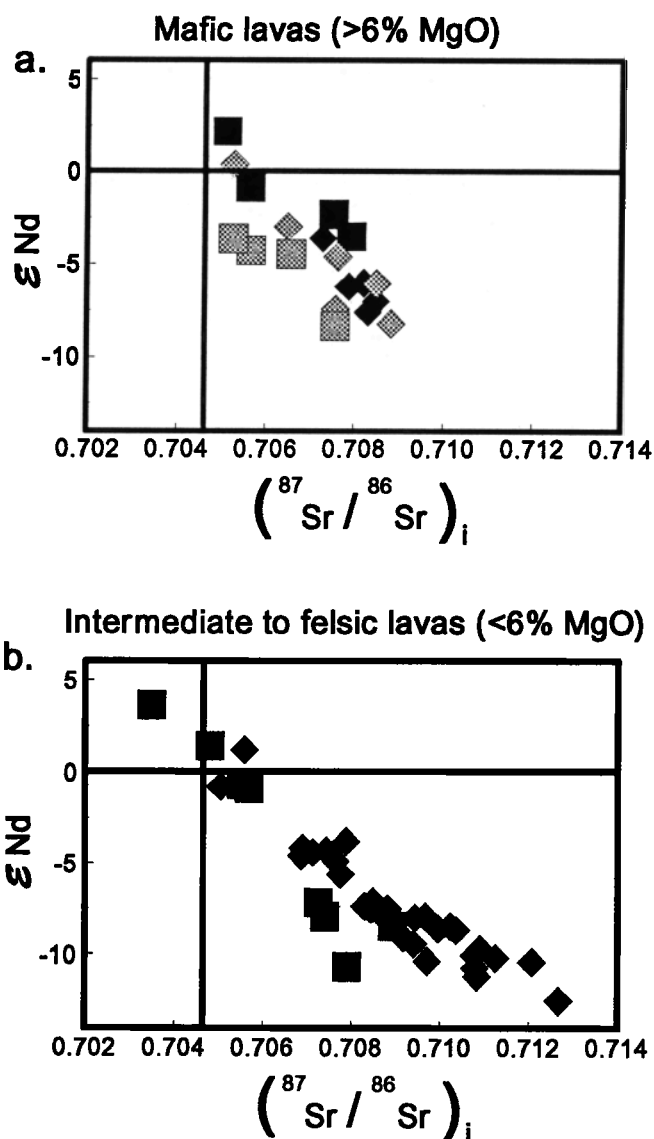 Mafic lavas (>6% MgO)
a.
5
0
-5
-10
ε Nd
0.702 0.704 0.706 0.708 0.710 0.712 0.714
(⁸⁷Sr / ⁸⁶Sr)ᵢ
Intermediate to felsic lavas (<6% MgO)
b.
5
0
-5
-10
ε Nd
0.702 0.704 0.706 0.708 0.710 0.712 0.714
(⁸⁷Sr / ⁸⁶Sr)ᵢ